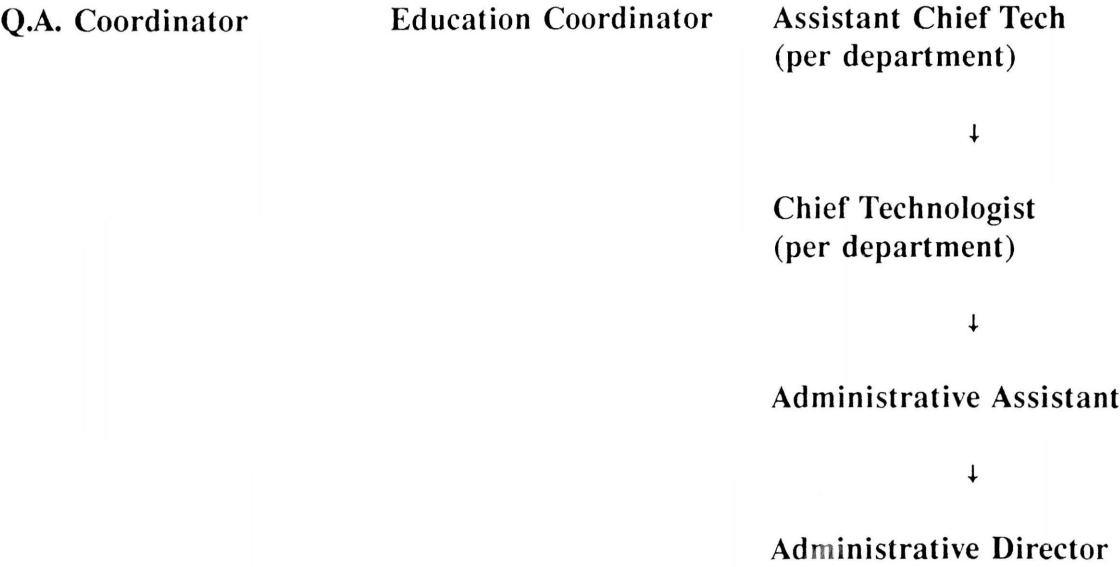 Q.A. Coordinator
Education Coordinator
Assistant Chief Tech
(per department)
↓
Chief Technologist
(per department)
↓
Administrative Assistant
↓
Administrative Director